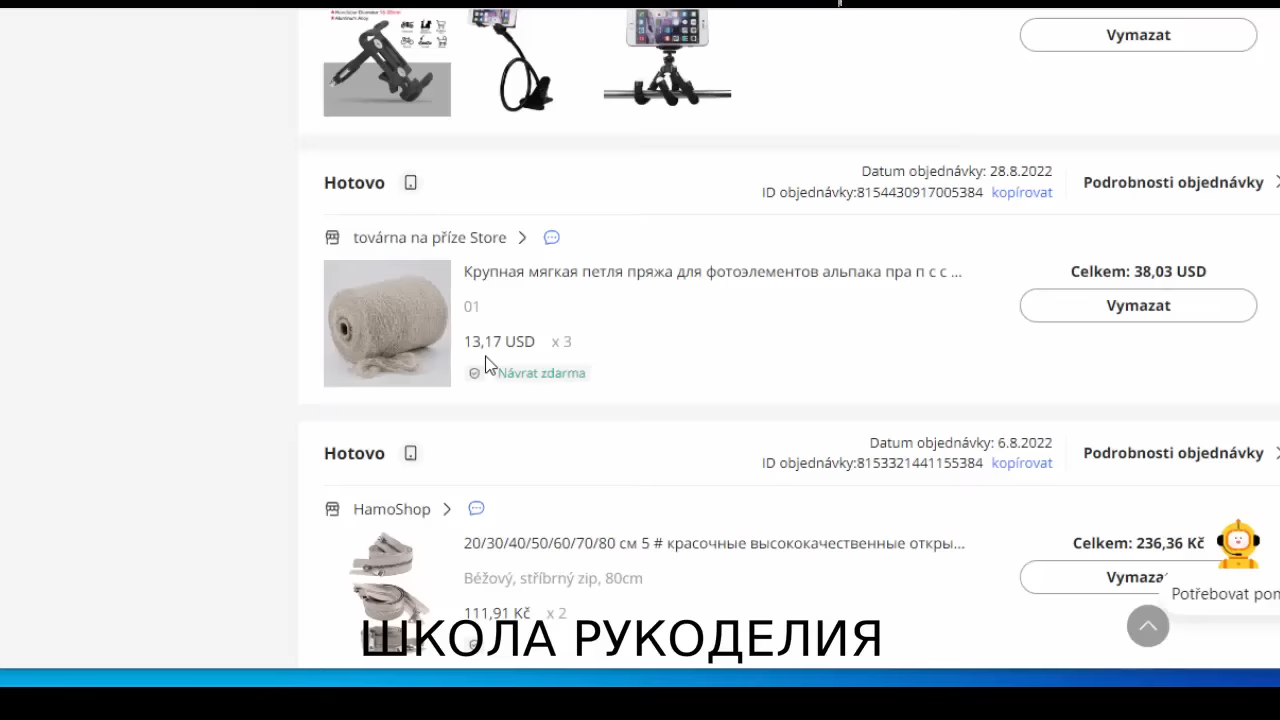 Vymazat
Hotovo
Datum objednávky: 28.8.2022
ID objednávky:8154430917005384 kopírovat
Podrobnosti objednávky
továrna na příze Store
Крупная мягкая петля пряжа для фотоэлементов альпака пра п с с ...
Celkem: 38,03 USD
01
Vymazat
13,17 USD x 3
Návrat zdarma
Hotovo
Datum objednávky: 6.8.2022
ID objednávky:8153321441155384 kopírovat
Podrobnosti objednávky
HamoShop
20/30/40/50/60/70/80 см 5 # красочные высококачественные откры...
Celkem: 236,36 Kč
Béžový, stříbrný zip, 80cm
Vymaza
Potřebovat pon
111,91 Kč x 2
ШКОЛА РУКОДЕЛИЯ